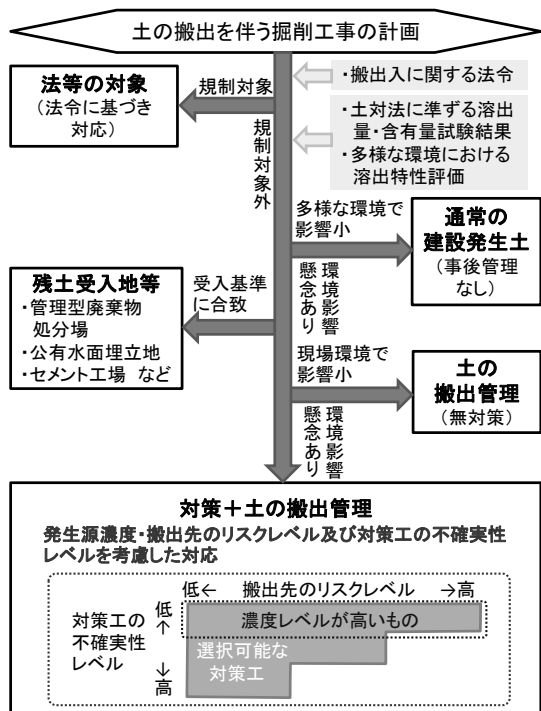 土の搬出を伴う掘削工事の計画
法等の対象
（法令に基づき
対応）
規制対象
・搬出入に関する法令
・土対法に準ずる溶出
量・含有量試験結果
・多様な環境における
溶出特性評価
規制対象外
多様な環境で
影響小
通常の
建設発生土
（事後管理
なし）
環境影響
懸念あり
残土受入地等
・管理型廃棄物
処分場
・公有水面埋立地
・セメント工場 など
受入基準
に合致
現場環境で
影響小
土の
搬出管理
（無対策）
環境影響
懸念あり
対策＋土の搬出管理
発生源濃度・搬出先のリスクレベル及び対策工の不確実性
レベルを考慮した対応
低← 搬出先のリスクレベル →高
対策工の
不確実性
レベル
低
↑
↓
高
濃度レベルが高いもの
選択可能な
対策工